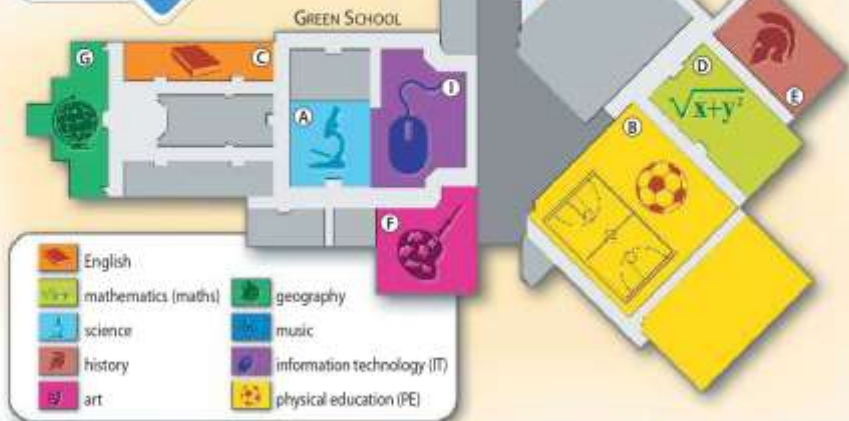 GREEN SCHOOL
G
C
I
A
F
D
E
B
√x+y²
English
mathematics (maths)
science
history
art
geography
music
information technology (IT)
physical education (PE)